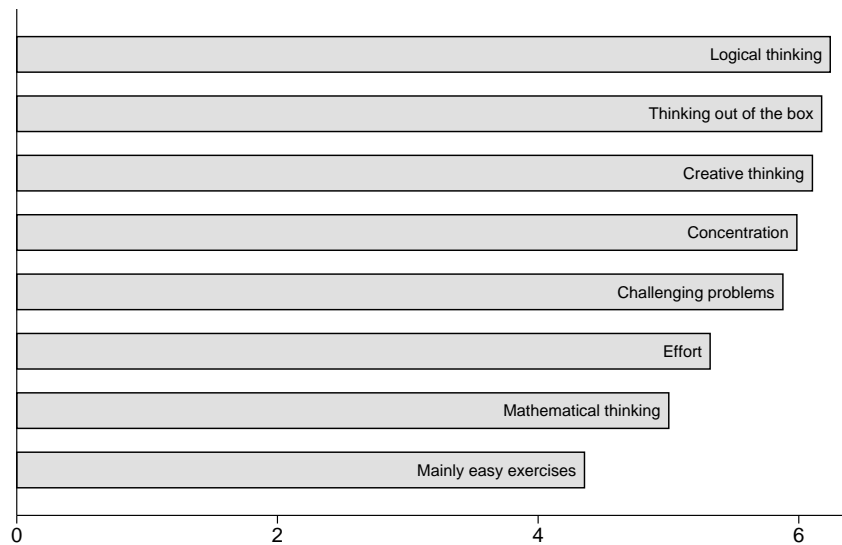 Logical thinking
Thinking out of the box
Creative thinking
Concentration
Challenging problems
Effort
Mathematical thinking
Mainly easy exercises
0 2 4 6